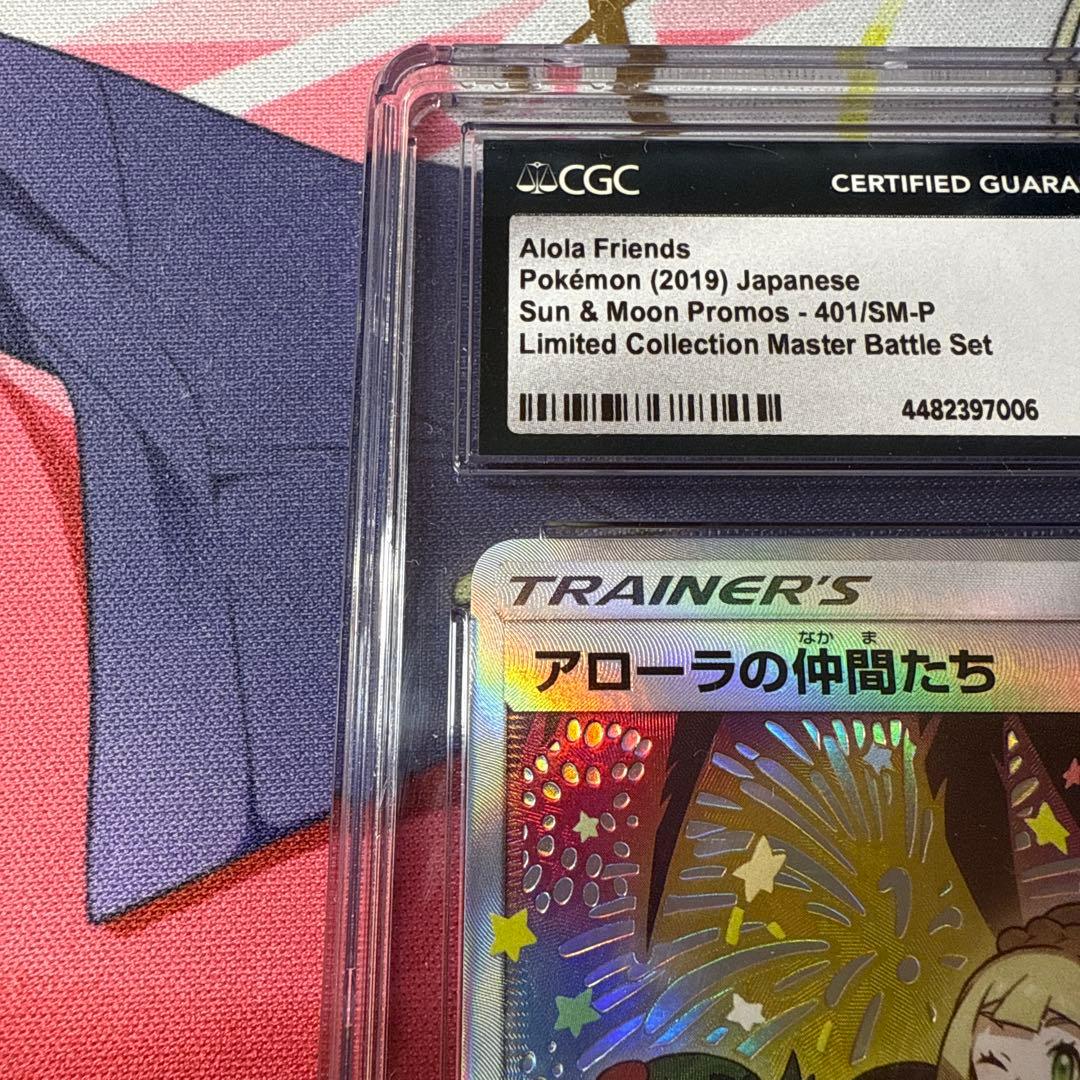 CGC
CERTIFIED GUARA
Alola Friends
Pokémon (2019) Japanese
Sun & Moon Promos - 401/SM-P
Limited Collection Master Battle Set
4482397006
TRAINER'S
なか ま
アローラの仲間たち